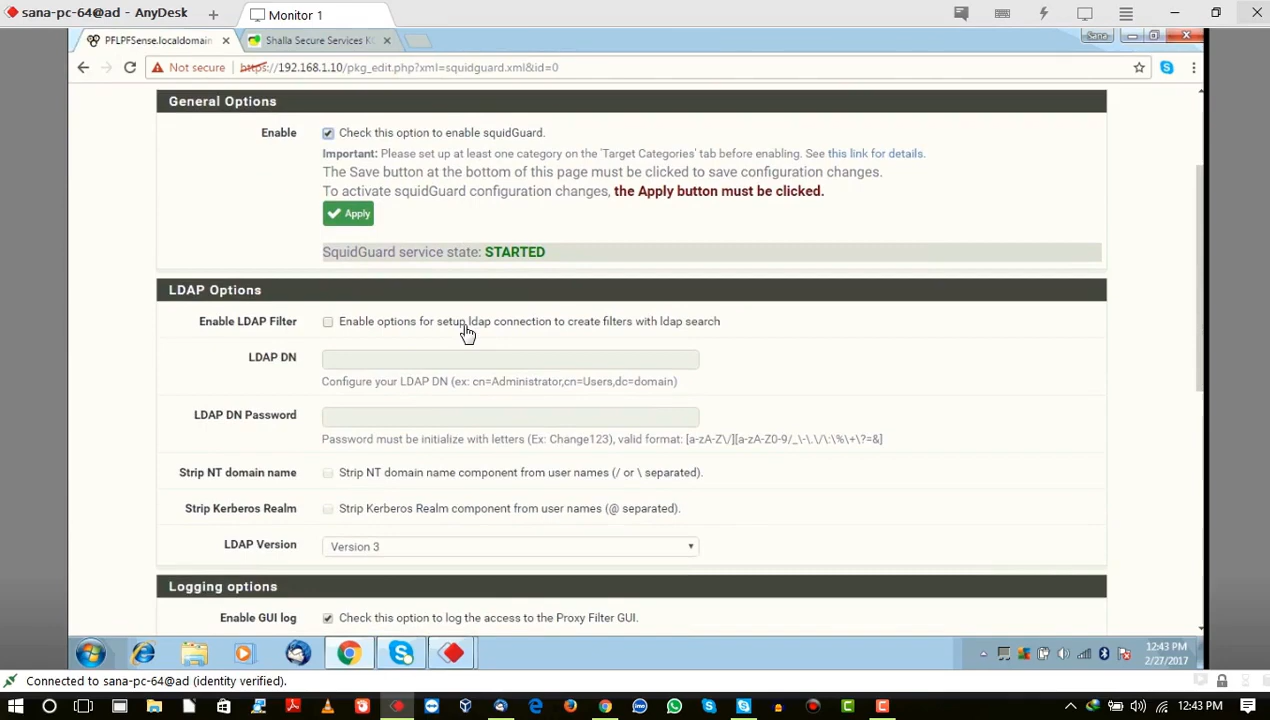 sana-pc-64@ad - AnyDesk
Monitor 1
PFLPFSense.localdomain
Shalla Secure Services KG
Sana
Not secure
https://192.168.1.10/pkg_edit.php?xml=squidguard.xml&id=0
General Options
Enable
Check this option to enable squidGuard.
Important: Please set up at least one category on the 'Target Categories' tab before enabling. See this link for details.
The Save button at the bottom of this page must be clicked to save configuration changes.
To activate squidGuard configuration changes, the Apply button must be clicked.
Apply
SquidGuard service state: STARTED
LDAP Options
Enable LDAP Filter
Enable options for setup ldap connection to create filters with ldap search
LDAP DN
Configure your LDAP DN (ex: cn=Administrator,cn=Users,dc=domain)
LDAP DN Password
Password must be initialize with letters (Ex: Change123), valid format: [a-zA-Z\/][a-zA-Z0-9/_\-\.\/\:\%\+\?=&]
Strip NT domain name
Strip NT domain name component from user names (/ or \ separated).
Strip Kerberos Realm
Strip Kerberos Realm component from user names (@ separated).
LDAP Version
Version 3
Logging options
Enable GUI log
Check this option to log the access to the Proxy Filter GUI.
12:43 PM
2/27/2017
Connected to sana-pc-64@ad (identity verified).
12:43 PM